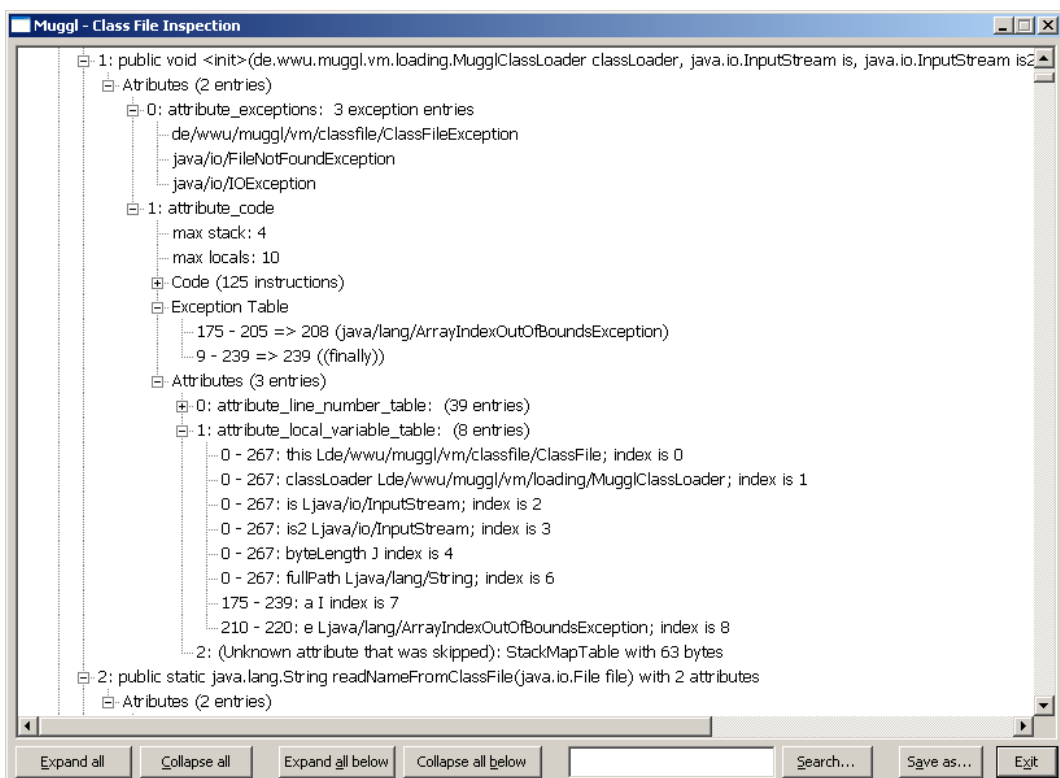 Muggl - Class File Inspection
1: public void <init>(de.wwu.muggl.vm.loading.MugglClassLoader classLoader, java.io.InputStream is, java.io.InputStream is2
Atributes (2 entries)
0: attribute_exceptions:  3 exception entries
de/wwu/muggl/vm/classfile/ClassFileException
java/io/FileNotFoundException
java/io/IOException
1: attribute_code
max stack: 4
max locals: 10
Code (125 instructions)
Exception Table
175 - 205 => 208 (java/lang/ArrayIndexOutOfBoundsException)
9 - 239 => 239 ((finally))
Attributes (3 entries)
0: attribute_line_number_table:  (39 entries)
1: attribute_local_variable_table:  (8 entries)
0 - 267: this Lde/wwu/muggl/vm/classfile/ClassFile; index is 0
0 - 267: classLoader Lde/wwu/muggl/vm/loading/MugglClassLoader; index is 1
0 - 267: is Ljava/io/InputStream; index is 2
0 - 267: is2 Ljava/io/InputStream; index is 3
0 - 267: byteLength J index is 4
0 - 267: fullPath Ljava/lang/String; index is 6
175 - 239: a I index is 7
210 - 220: e Ljava/lang/ArrayIndexOutOfBoundsException; index is 8
2: (Unknown attribute that was skipped): StackMapTable with 63 bytes
2: public static java.lang.String readNameFromClassFile(java.io.File file) with 2 attributes
Atributes (2 entries)
Expand all Collapse all Expand all below Collapse all below Search... Save as... Exit